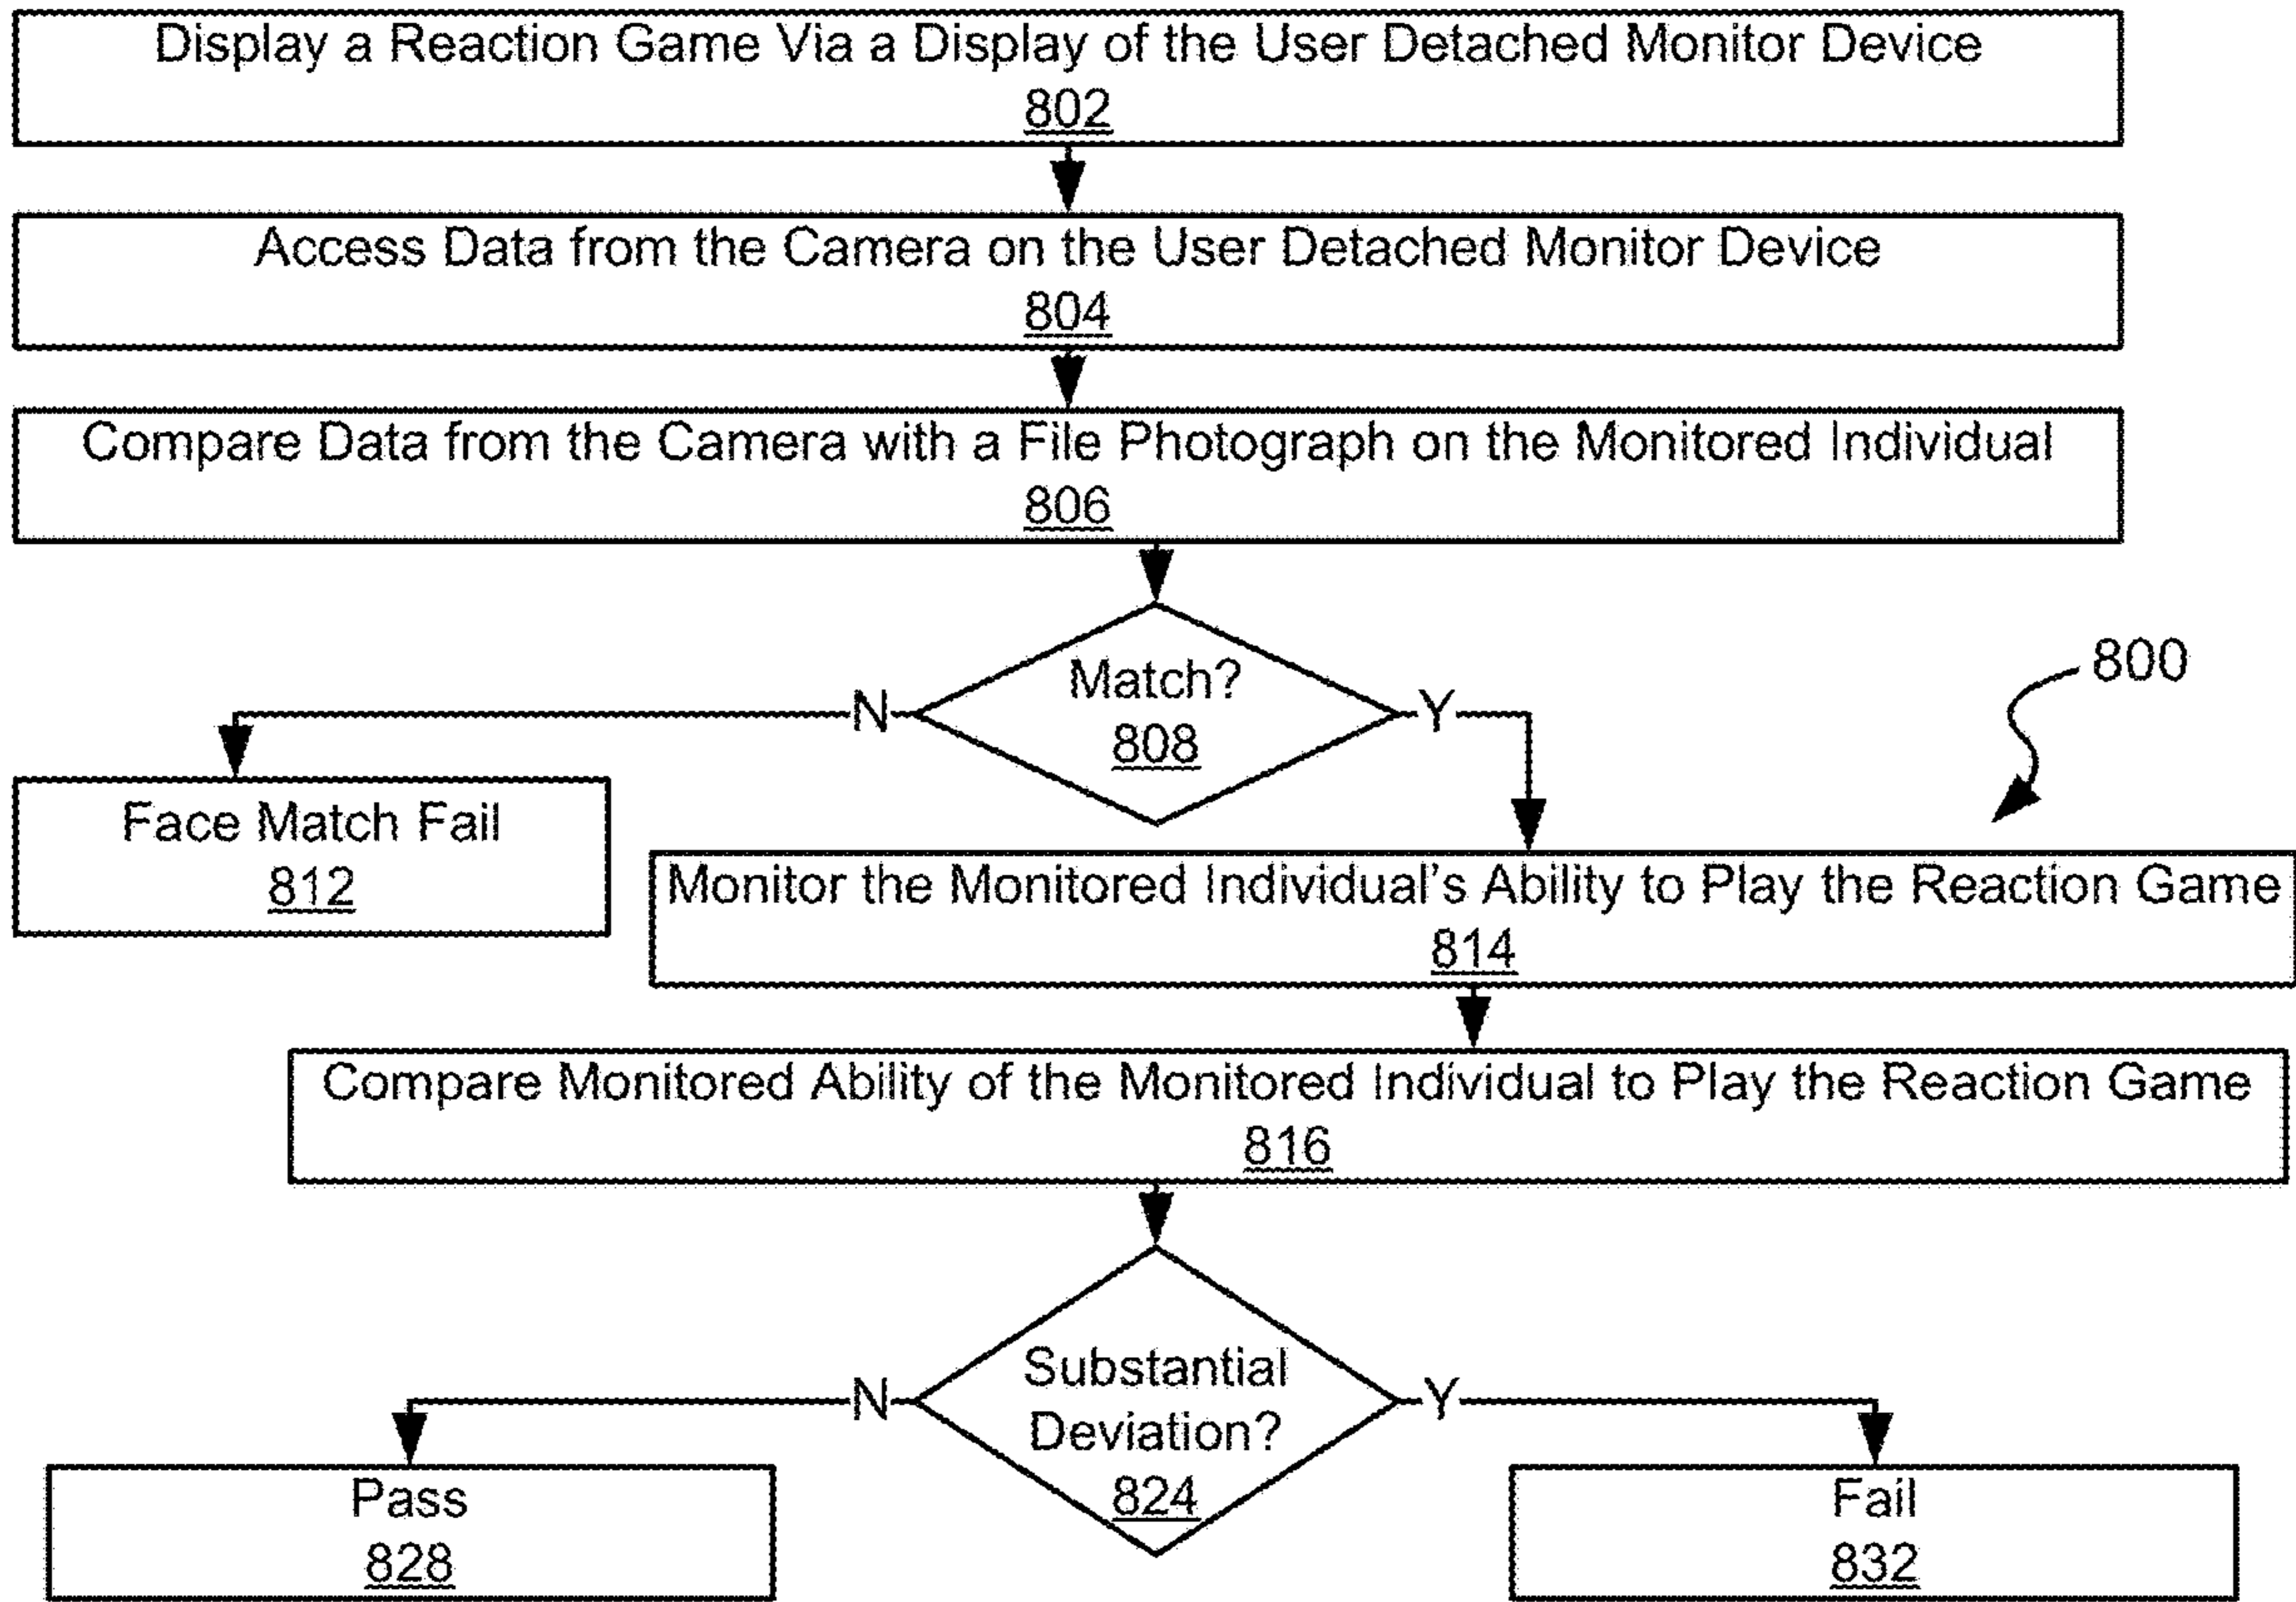 Display a Reaction Game Via a Display of the User Detached Monitor Device
802
Access Data from the Camera on the User Detached Monitor Device
804
Compare Data from the Camera with a File Photograph on the Monitored Individual
806
Match?
808
N
Y
800
Face Match Fail
812
Monitor the Monitored Individual's Ability to Play the Reaction Game
814
Compare Monitored Ability of the Monitored Individual to Play the Reaction Game
816
Substantial
Deviation?
824
N
Y
Pass
828
Fail
832